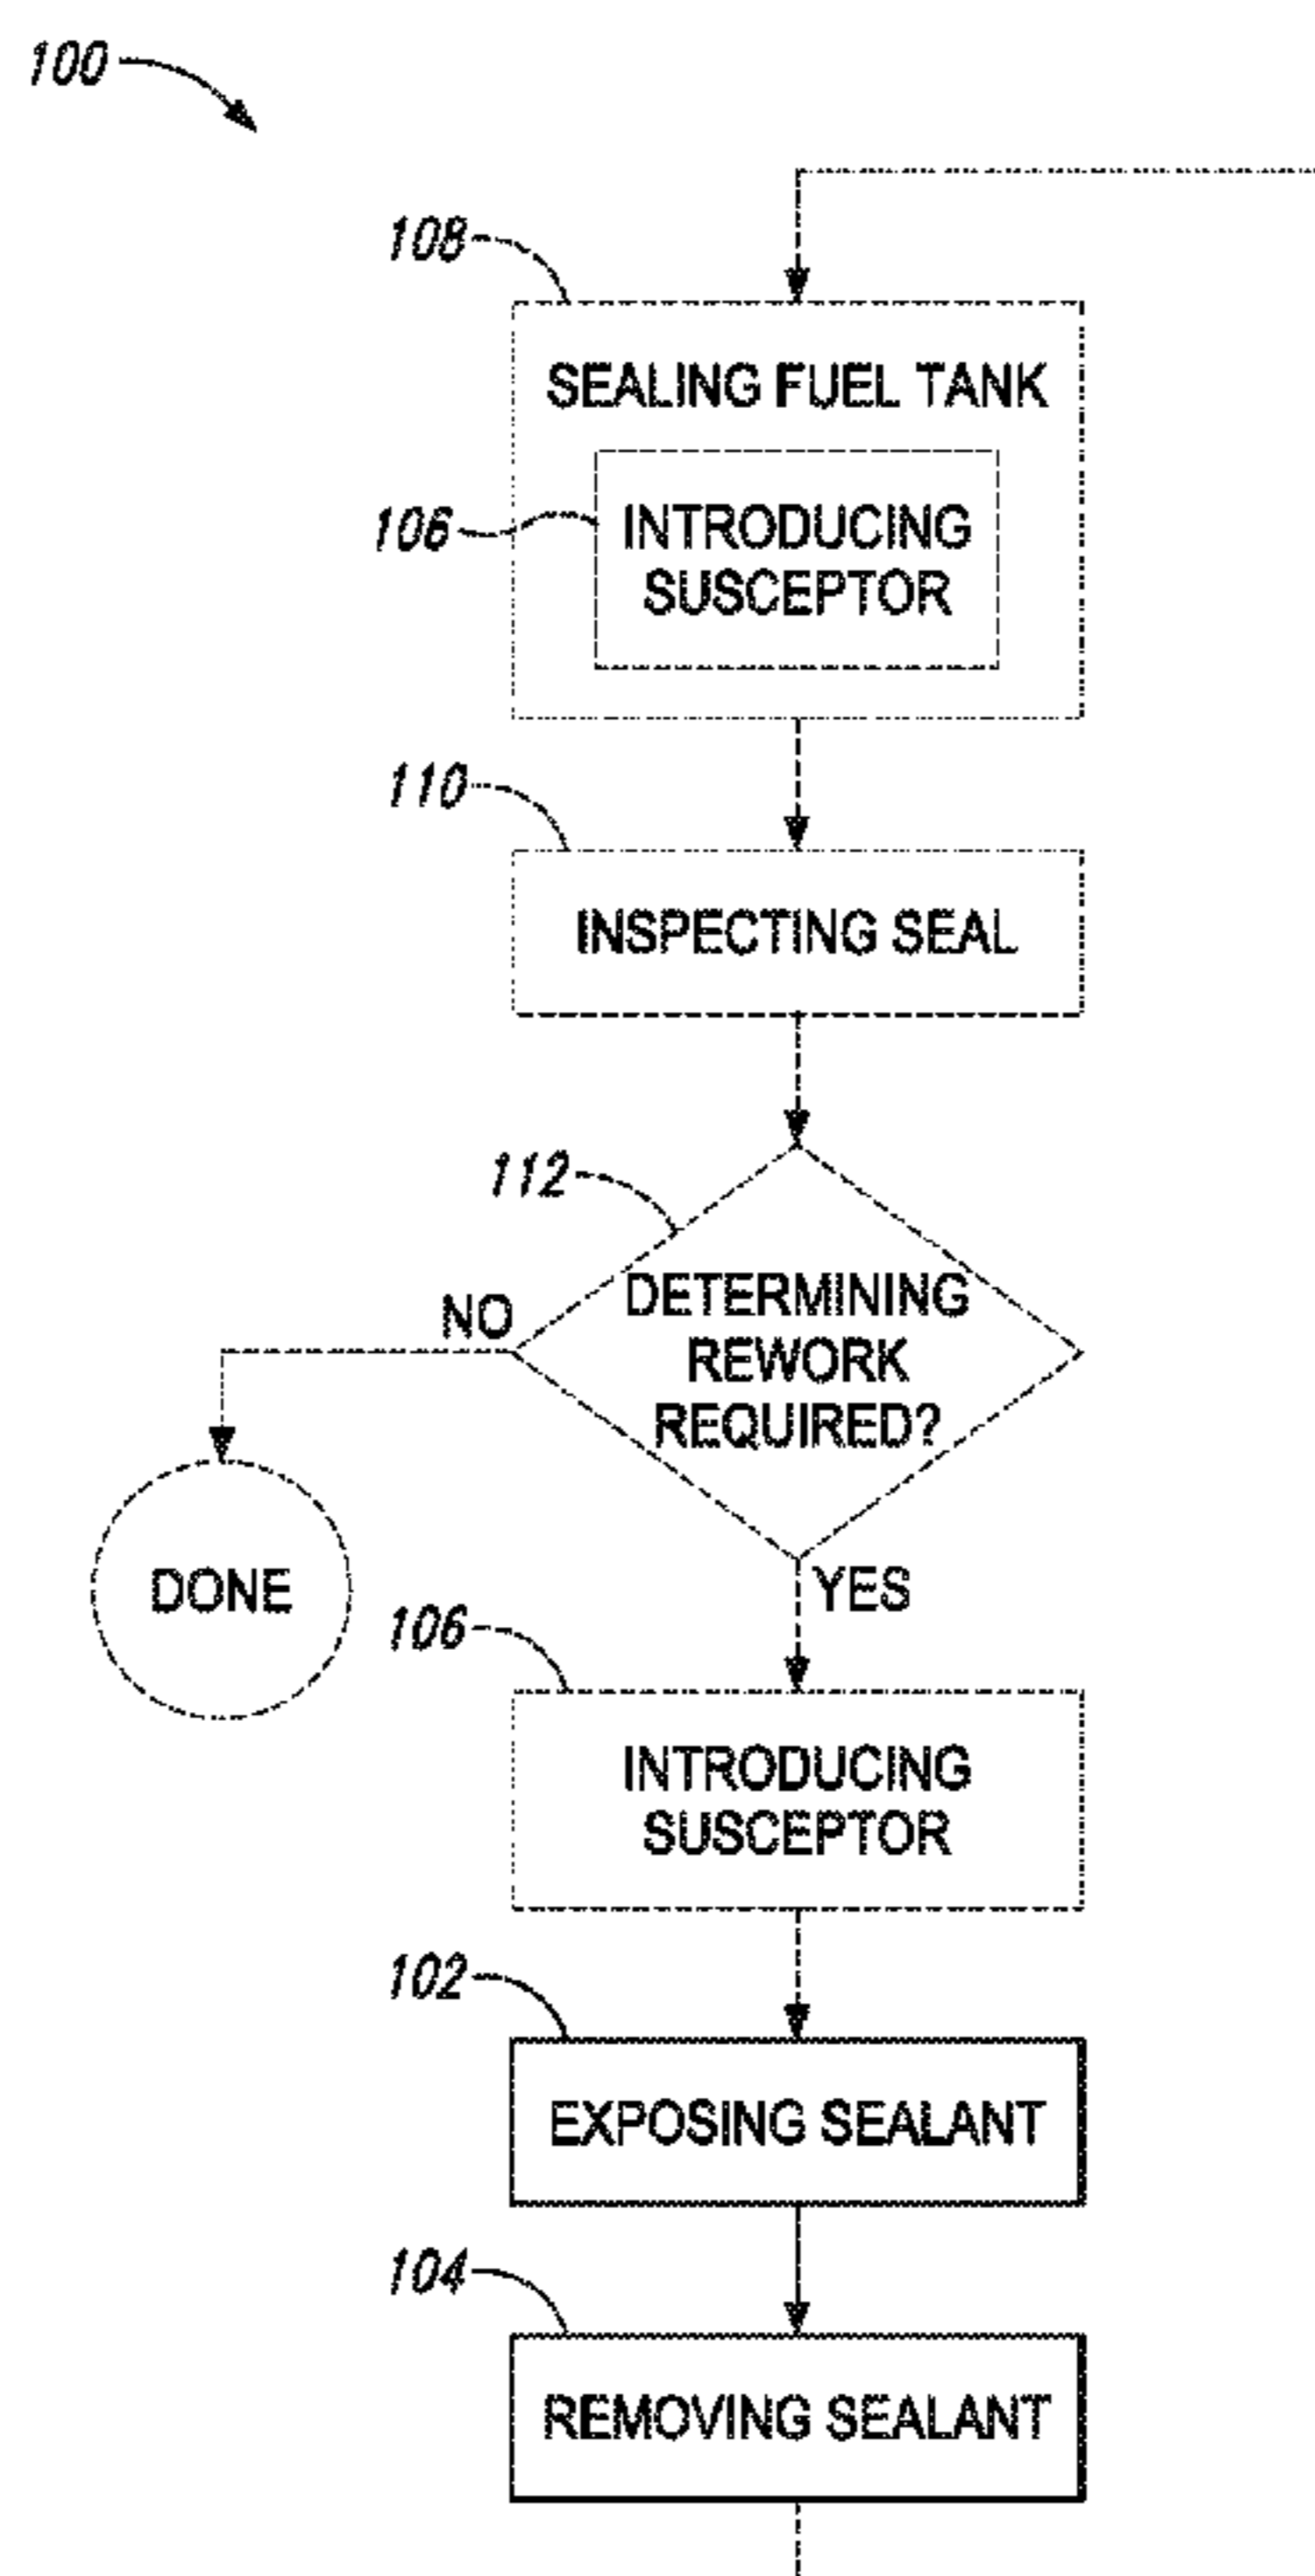 100
108
SEALING FUEL TANK
106
INTRODUCING
SUSCEPTOR
110
INSPECTING SEAL
112
DETERMINING
REWORK
REQUIRED?
NO
DONE
YES
106
INTRODUCING
SUSCEPTOR
102
EXPOSING SEALANT
104
REMOVING SEALANT